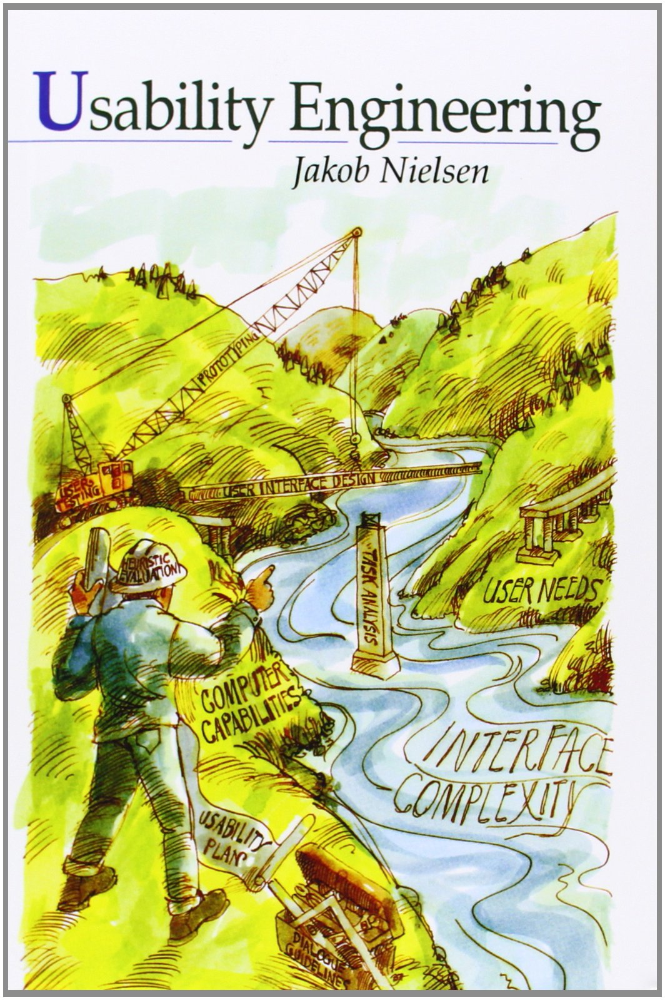 Usability Engineering
Jakob Nielsen
PROTOTYPING
USER INTERFACE DESIGN
USER
TESTING
HEURISTIC
EVALUATION
TASK ANALYSIS
USER NEEDS
COMPUTER
CAPABILITIES
INTERFACE
COMPLEXITY
USABILITY
PLAN
DIALOGUE
GUIDELINES